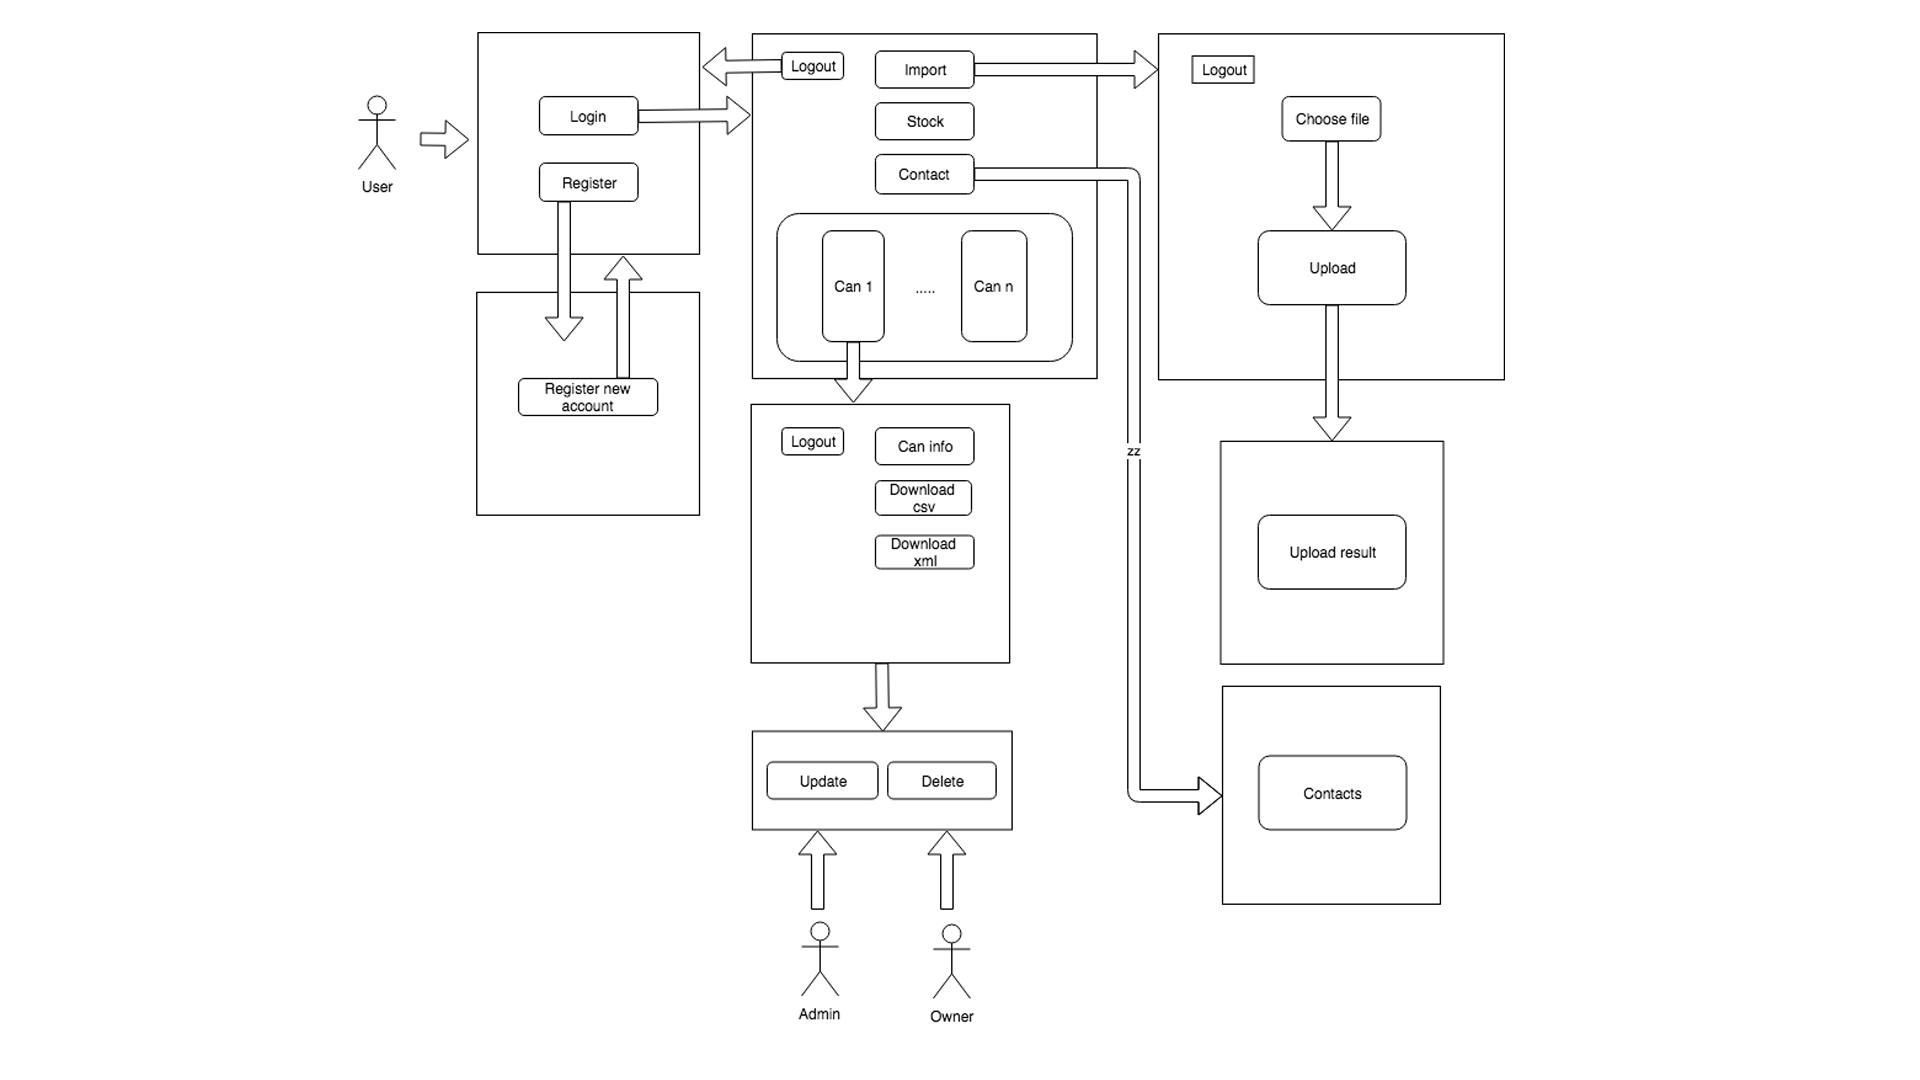 User
Login
Register
Register new
account
Logout
Import
Stock
Contact
Can 1
.....
Can n
Logout
Can info
Download
csv
Download
xml
Update
Delete
Admin
Owner
zz
Logout
Choose file
Upload
Upload result
Contacts